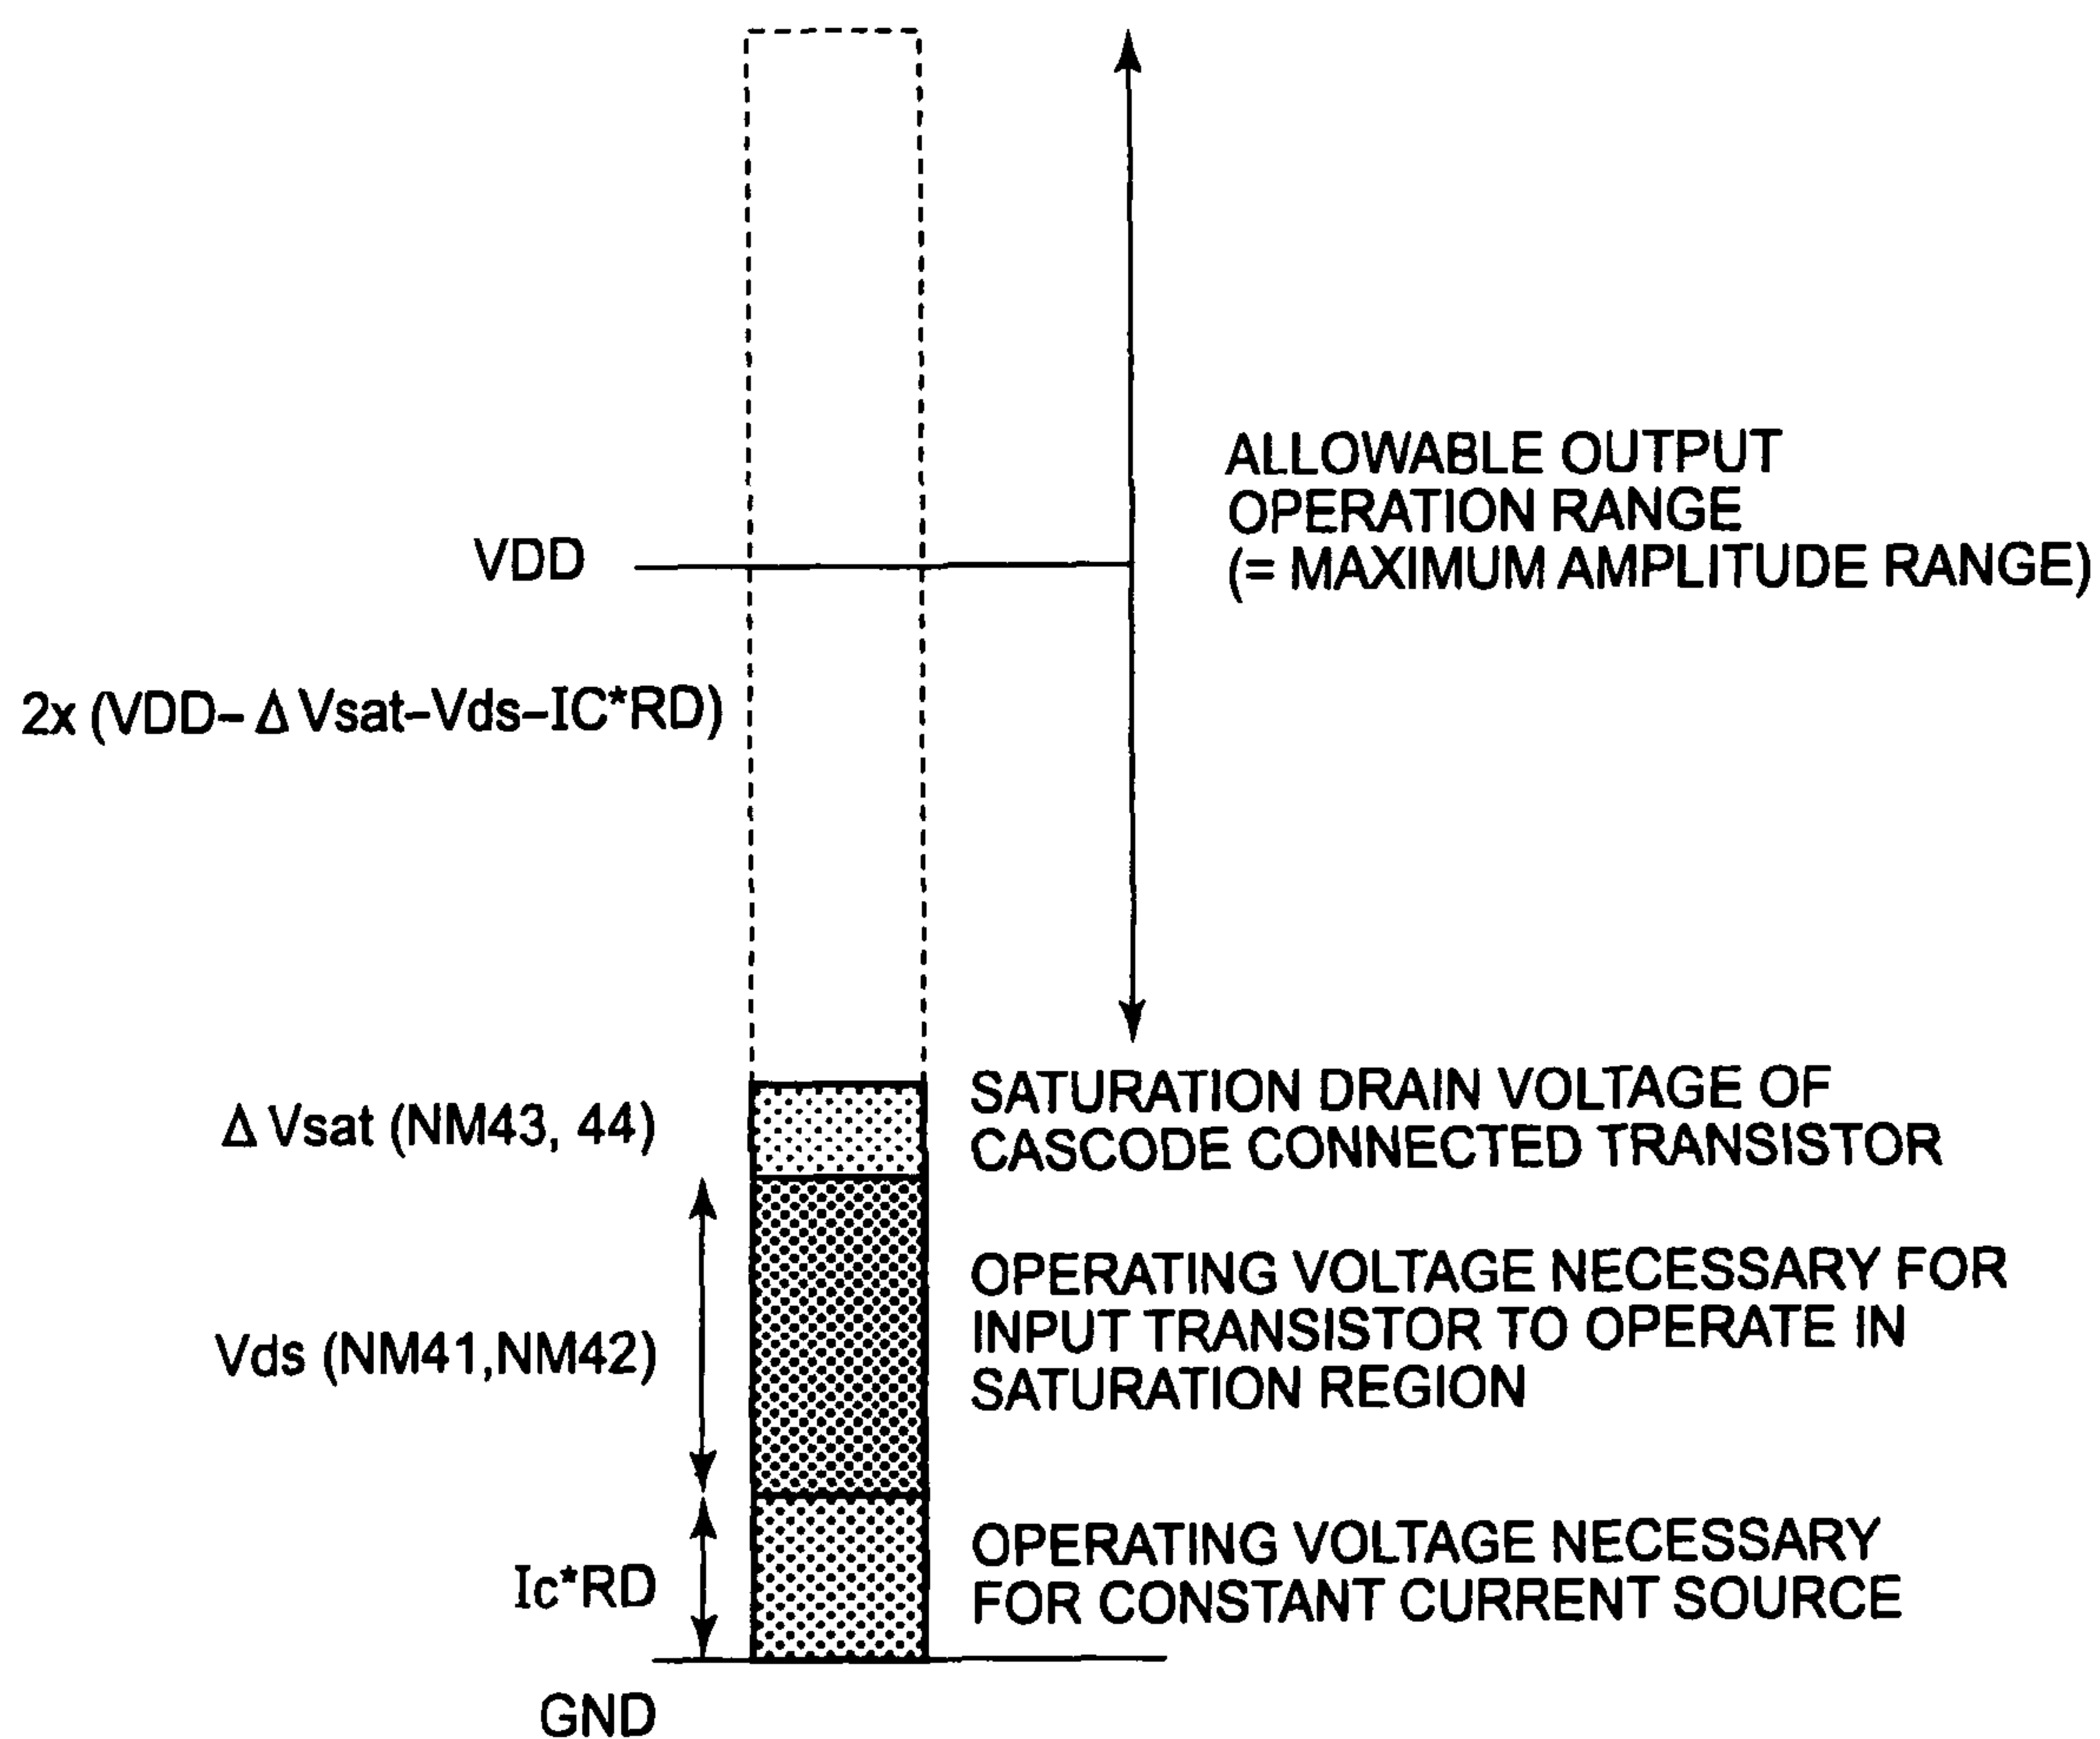 ALLOWABLE OUTPUT
OPERATION RANGE
(= MAXIMUM AMPLITUDE RANGE)
VDD
2x (VDD-Δ Vsat-Vds-IC*RD)
Δ Vsat (NM43, 44)
SATURATION DRAIN VOLTAGE OF
CASCODE CONNECTED TRANSISTOR
Vds (NM41,NM42)
OPERATING VOLTAGE NECESSARY FOR
INPUT TRANSISTOR TO OPERATE IN
SATURATION REGION
Ic*RD
OPERATING VOLTAGE NECESSARY
FOR CONSTANT CURRENT SOURCE
GND